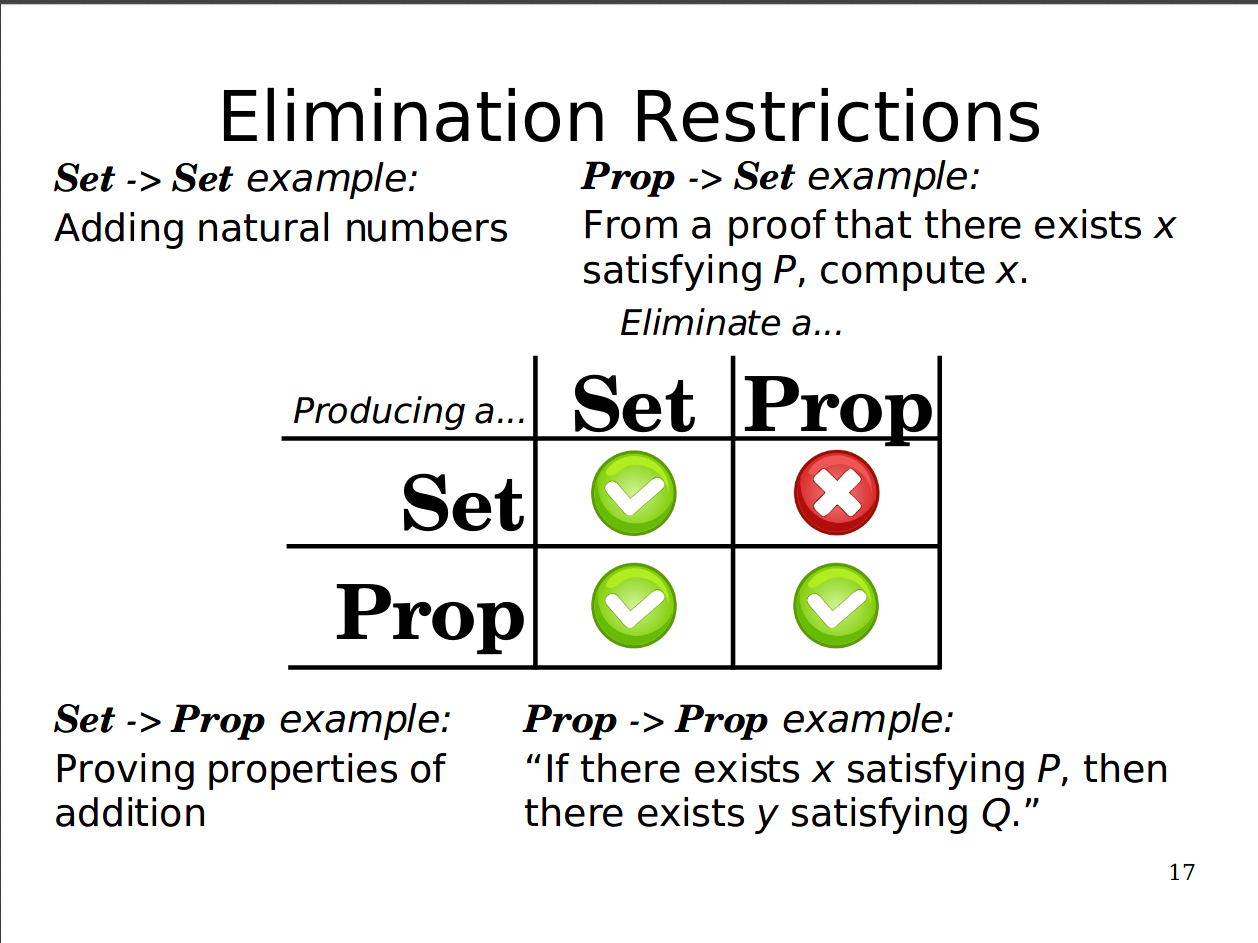 Elimination Restrictions
Set -> Set example:
Adding natural numbers
Prop -> Set example:
From a proof that there exists x
satisfying P, compute x.
Eliminate a...
Producing a... Set Prop
Set
Prop
Set -> Prop example:
Proving properties of
addition
Prop -> Prop example:
“If there exists x satisfying P, then
there exists y satisfying Q.”
17